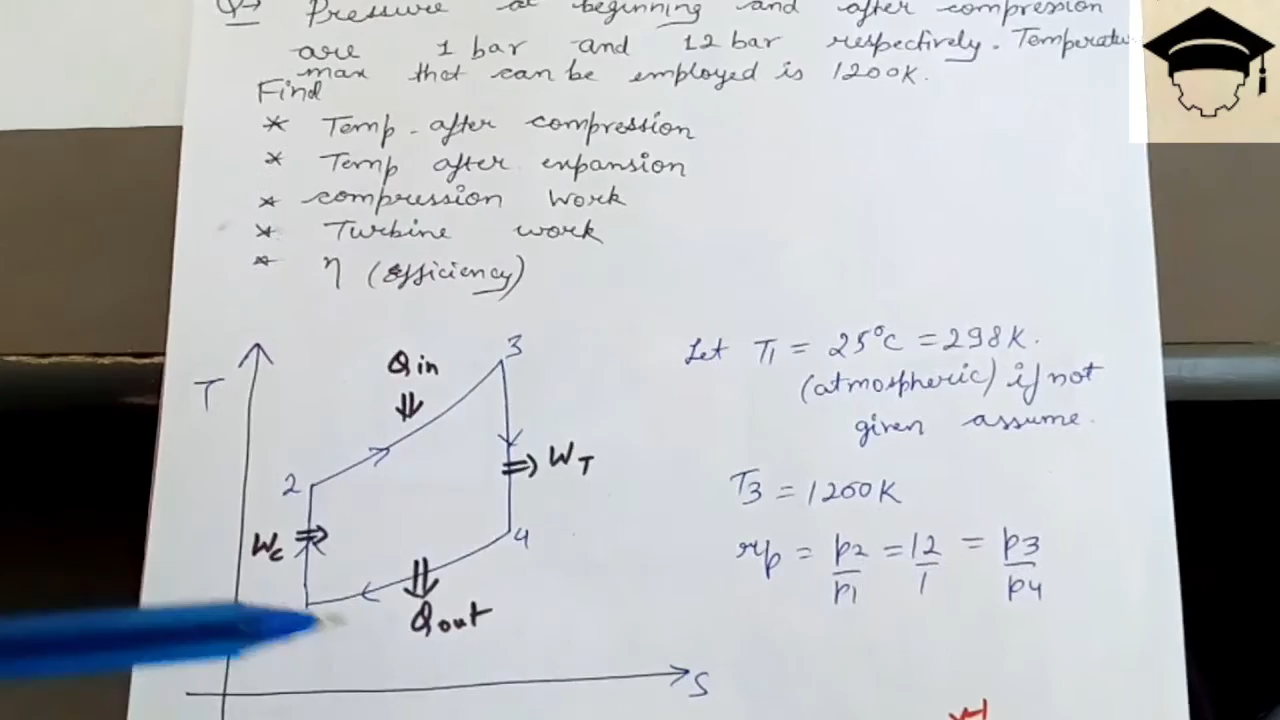 Q→ Pressure at beginning and after compression
are 1 bar and 12 bar respectively. Temperatu
max that can be employed is 1200K.
Find
* Temp. after compression
* Temp after expansion
* compression work
* Turbine work
* η (efficiency)
T
Qin
3
2
WT
Wc
4
Qout
S
Let T1 = 25°C = 298K.
(atmospheric) if not
given assume.
T3 = 1200K
rp = p2/p1 = 12/1 = p3/p4